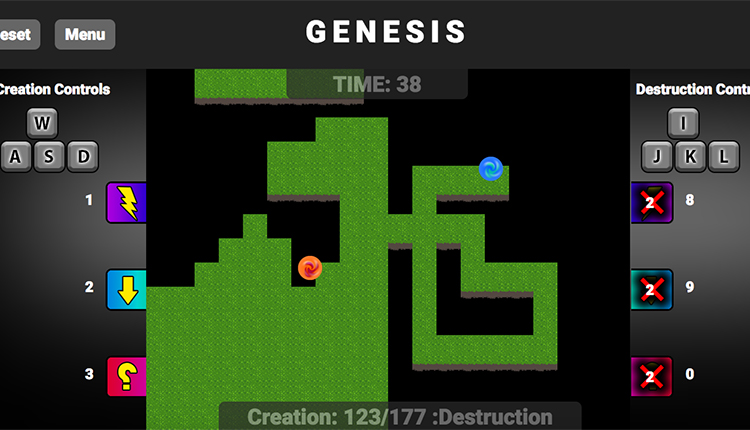 eset
Menu
GENESIS
TIME: 38
Creation Controls
W
A S D
1
2
3
Destruction Contr
I
J K L
2 8
2 9
2 0
Creation: 123/177 :Destruction